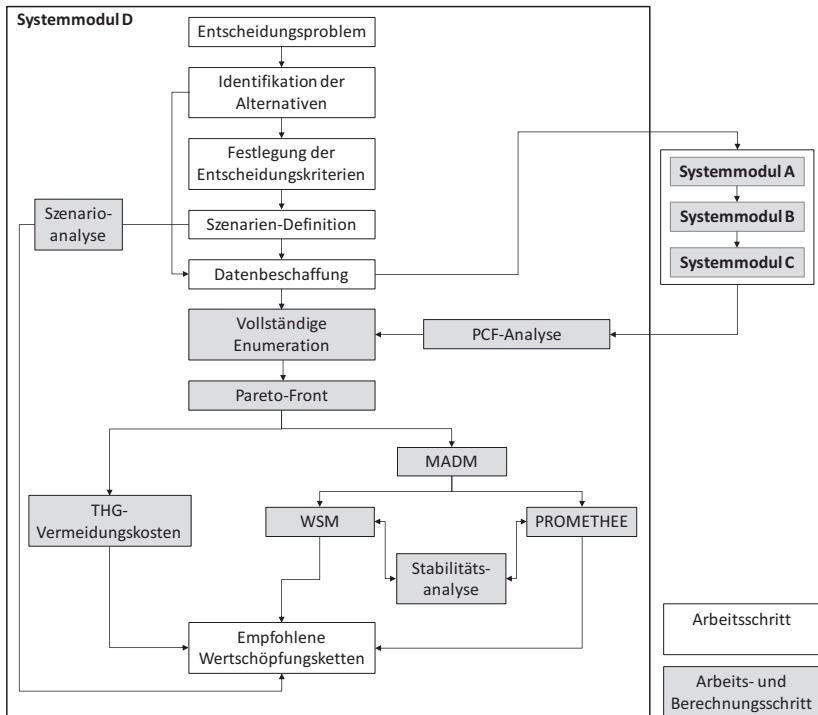 Systemmodul D
Entscheidungsproblem
Identifikation der
Alternativen
Festlegung der
Entscheidungskriterien
Systemmodul A
Szenario-
analyse
Szenarien-Definition
Systemmodul B
Datenbeschaffung
Systemmodul C
Vollständige
Enumeration
PCF-Analyse
Pareto-Front
MADM
THG-
Vermeidungskosten
WSM
PROMETHEE
Stabilitäts-
analyse
Empfohlene
Wertschöpfungsketten
Arbeitsschritt
Arbeits- und
Berechnungsschritt